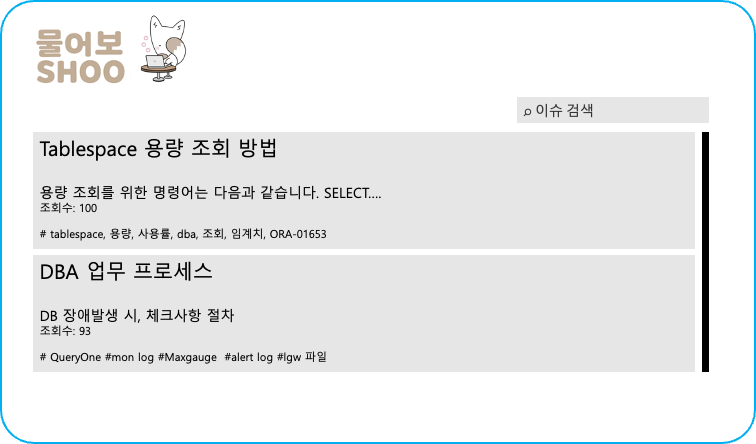 물어보
SHOO
이슈 검색
Tablespace 용량 조회 방법
용량 조회를 위한 명령어는 다음과 같습니다. SELECT....
조회수: 100
# tablespace, 용량, 사용률, dba, 조회, 임계치, ORA-01653
DBA 업무 프로세스
DB 장애발생 시, 체크사항 절차
조회수: 93
# QueryOne #mon log #Maxgauge  #alert log #lgw 파일